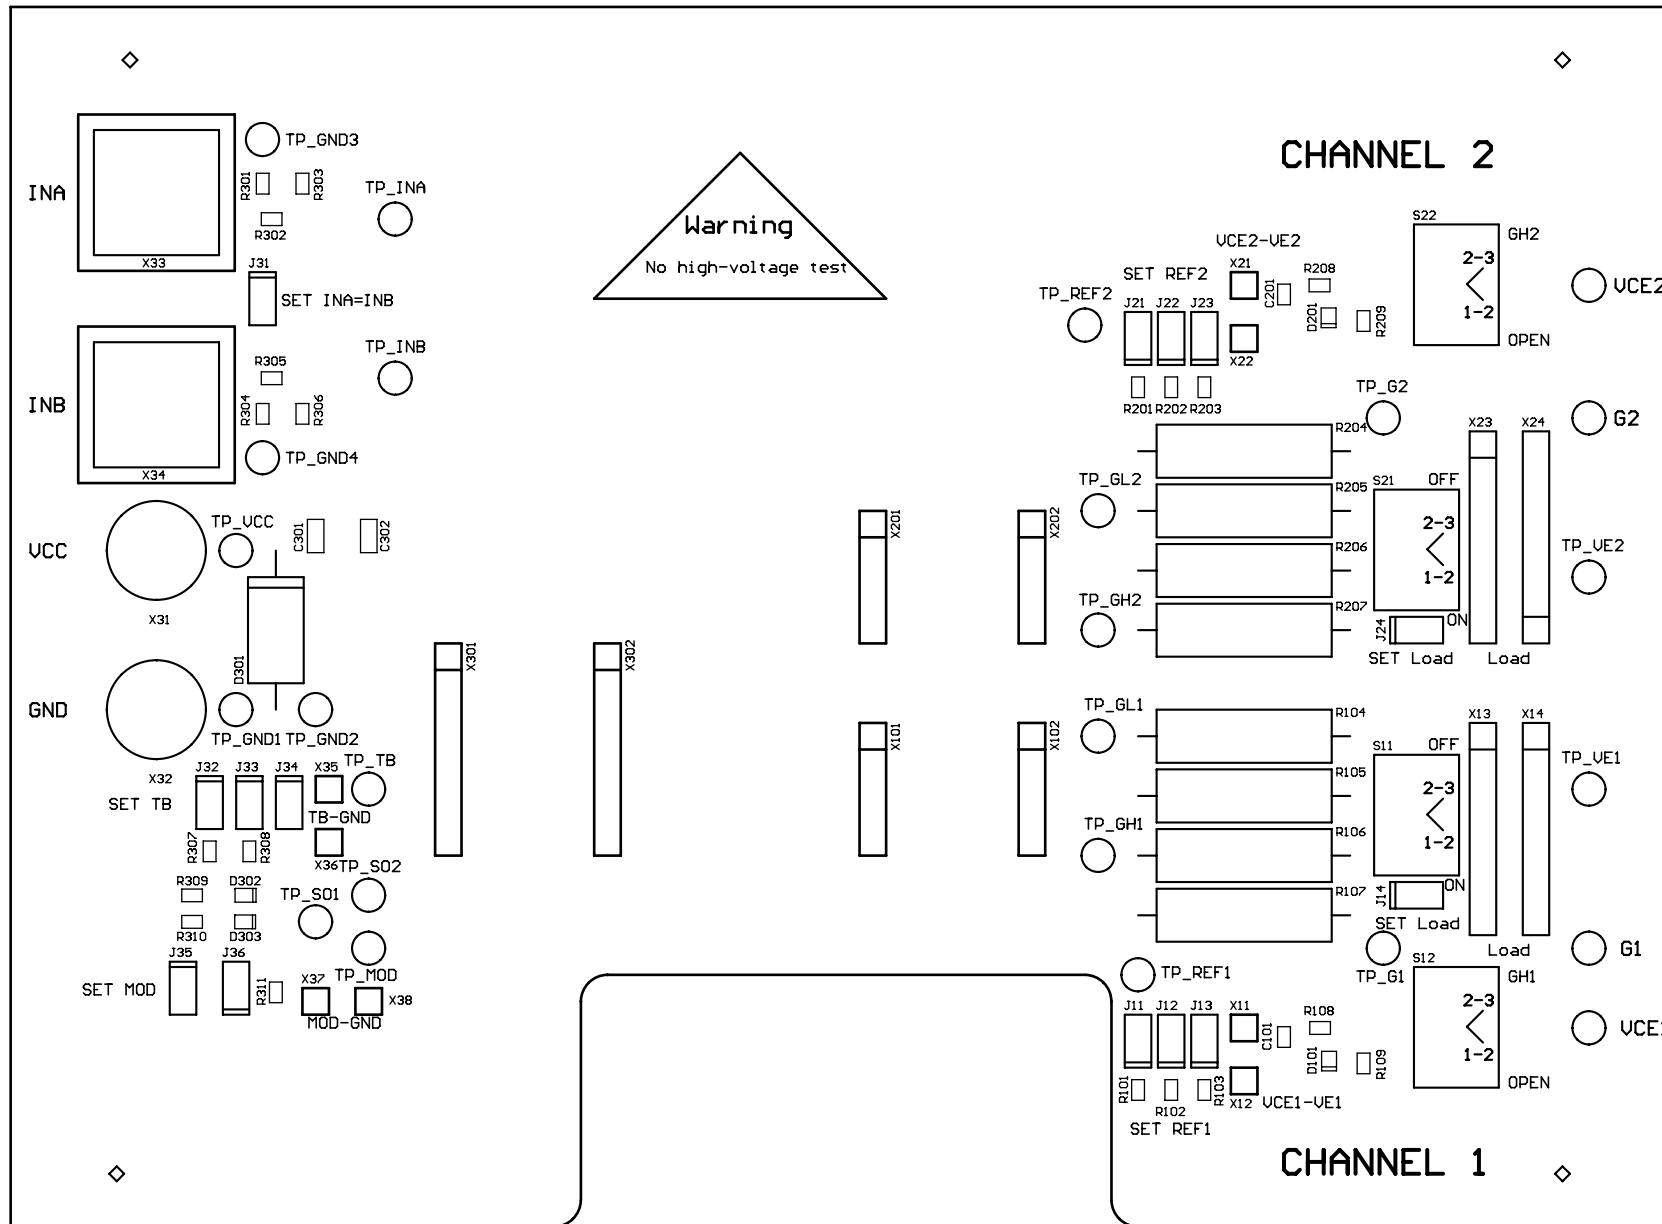 CHANNEL 2
TP_GND3
INA
R301
R303
TP_INA
R302
X33
J31
SET INA=INB
Warning
No high-voltage test
VCE2-VE2
S22
GH2
2-3
1-2
OPEN
SET REF2
X21
R208
C201
D201
R209
TP_REF2
J21
J22
J23
X22
VCE2
R201
R202
R203
INB
R305
TP_INB
R304
R306
TP_GND4
X34
TP_G2
G2
R204
X23
X24
TP_GL2
R205
S21
OFF
2-3
1-2
ON
R206
TP_VE2
TP_GH2
R207
J24
SET Load
Load
VCC
TP_VCC
C301
C302
X31
X201
X202
D301
X301
X302
GND
TP_GND1
TP_GND2
X32
SET TB
J32
J33
J34
X35
TP_TB
TB-GND
R307
R308
X36
TP_SO2
R309
D302
TP_SO1
R310
D303
J35
J36
SET MOD
R311
X37
TP_MOD
X38
MOD-GND
X101
X102
TP_GL1
R104
S11
OFF
2-3
1-2
ON
X13
X14
TP_VE1
R105
TP_GH1
R106
R107
J14
SET Load
Load
TP_G1
G1
TP_REF1
S12
GH1
2-3
1-2
OPEN
J11
J12
J13
X11
C101
R108
D101
R109
VCE1
R101
R102
R103
X12
VCE1-VE1
SET REF1
CHANNEL 1